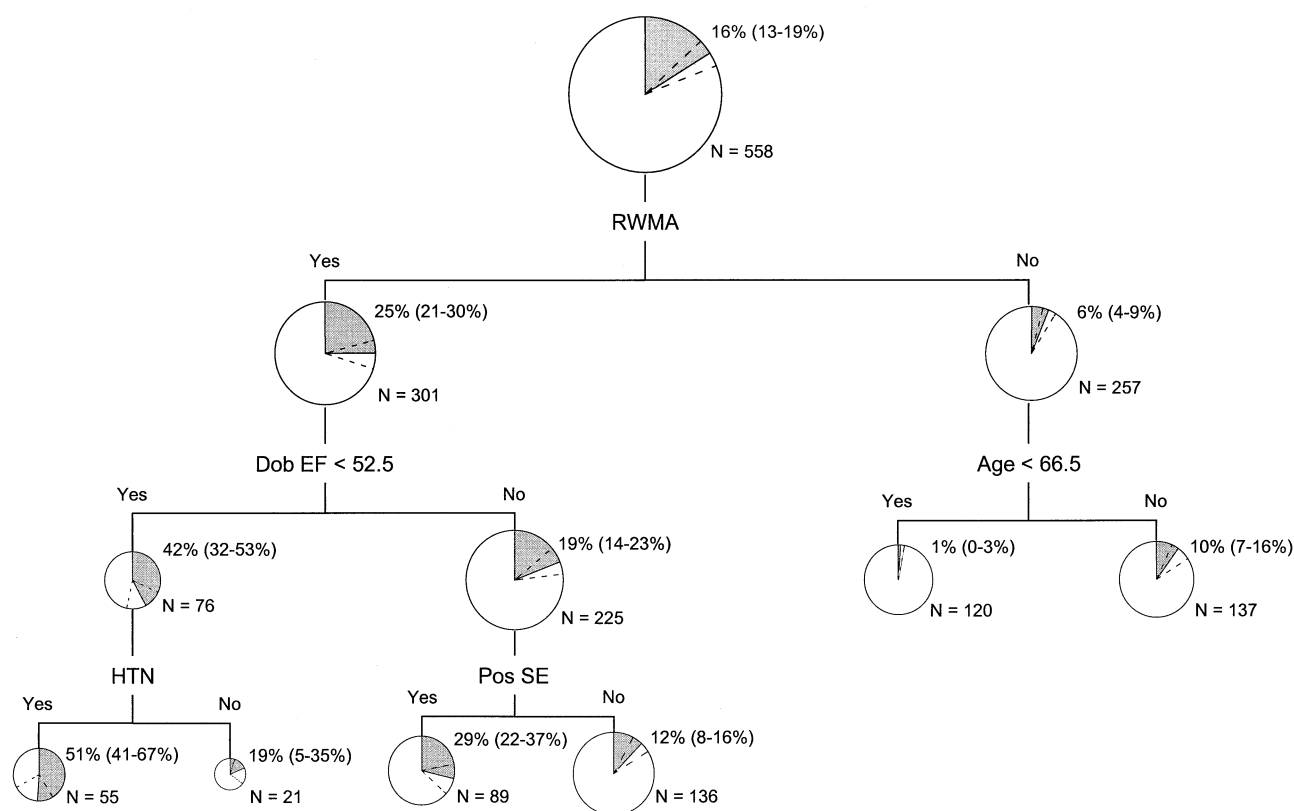 16% (13-19%)
N = 558
RWMA
Yes
No
25% (21-30%)
6% (4-9%)
N = 301
N = 257
Dob EF < 52.5
Age < 66.5
Yes
No
Yes
No
42% (32-53%)
19% (14-23%)
1% (0-3%)
10% (7-16%)
N = 76
N = 225
N = 120
N = 137
HTN
Pos SE
Yes
No
Yes
No
51% (41-67%)
19% (5-35%)
29% (22-37%)
12% (8-16%)
N = 55
N = 21
N = 89
N = 136